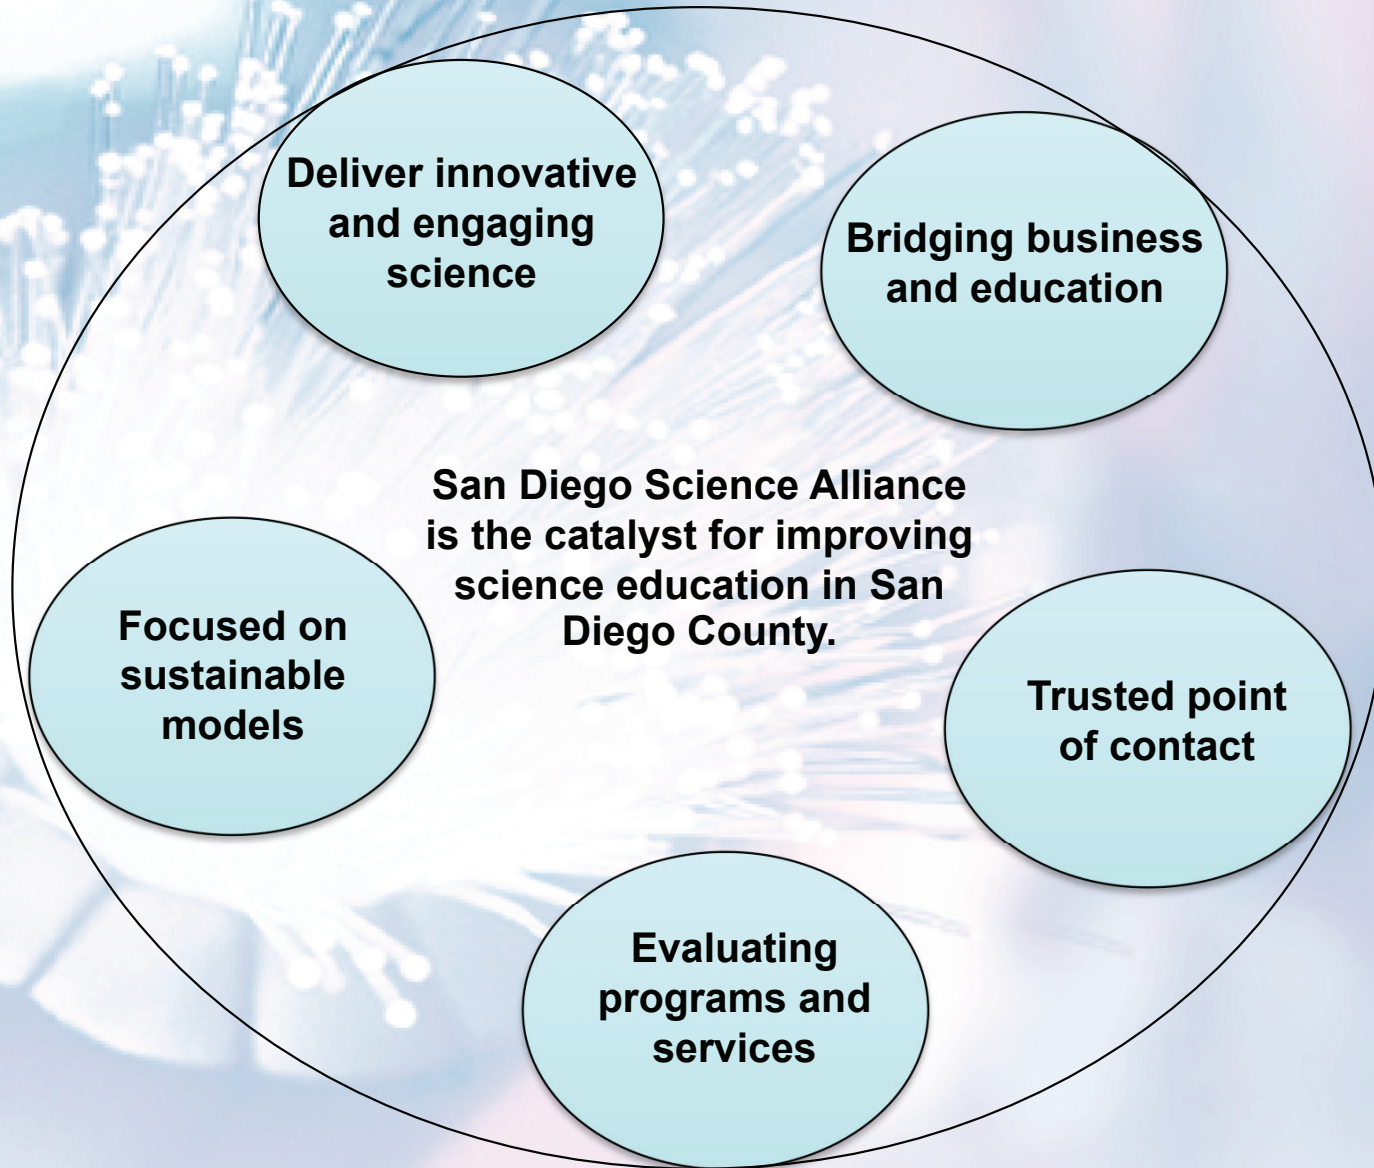 Deliver innovative
and engaging
science
Bridging business
and education
San Diego Science Alliance
is the catalyst for improving
science education in San
Diego County.
Focused on
sustainable
models
Trusted point
of contact
Evaluating
programs and
services